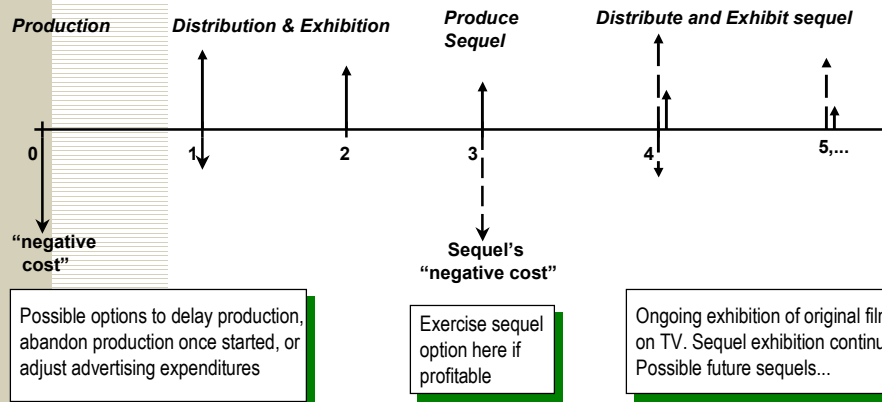 Production
Distribution & Exhibition
Produce
Sequel
Distribute and Exhibit sequel
0
1
2
3
4
5,...
“negative
cost”
Sequel’s
“negative cost”
Possible options to delay production,
abandon production once started, or
adjust advertising expenditures
Exercise sequel
option here if
profitable
Ongoing exhibition of original
on TV. Sequel exhibition
Possible future sequels...